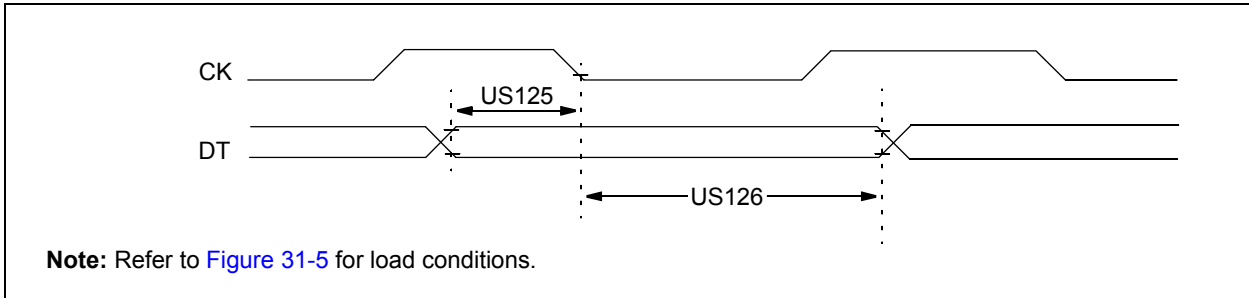 CK
US125
DT
US126
Note: Refer to Figure 31-5 for load conditions.